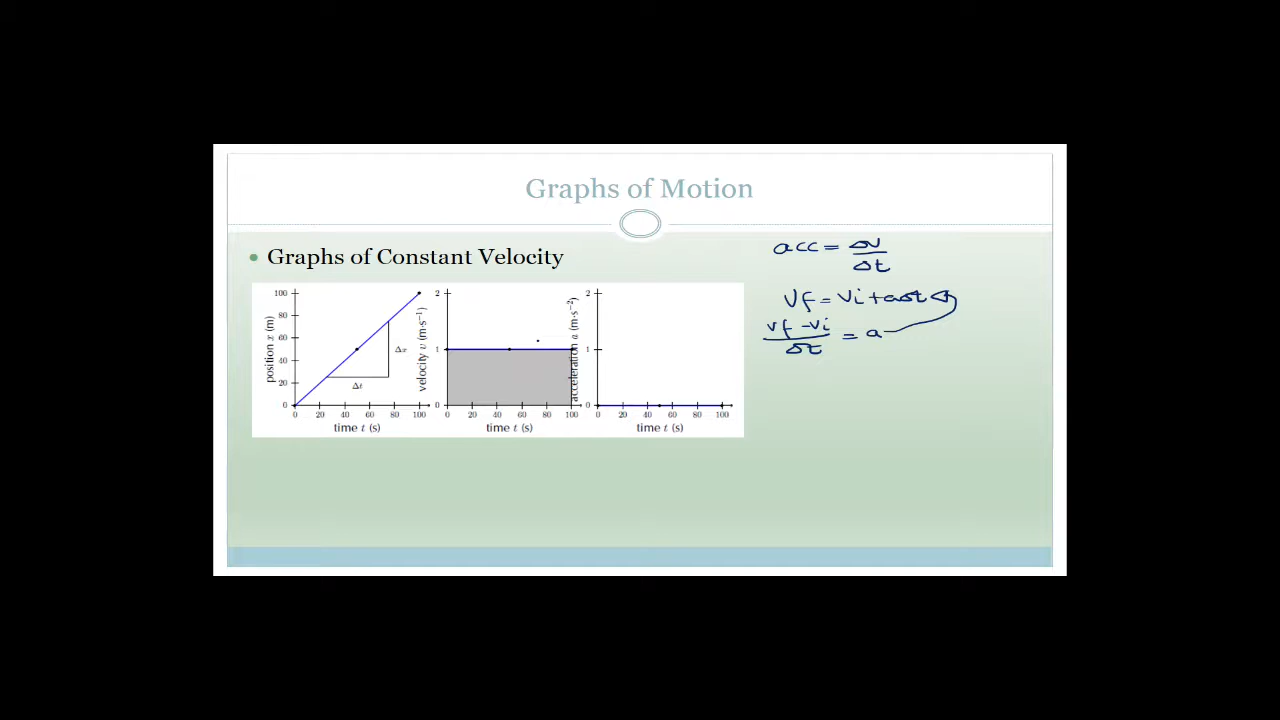 Graphs of Motion
Graphs of Constant Velocity
acc = Δv/Δt
vf = vi + aΔt
vf - vi / Δt = a
100
80
60
40
20
0
position x (m)
Δx
Δt
0 20 40 60 80 100
time t (s)
2
1
0
velocity v (m·s⁻¹)
0 20 40 60 80 100
time t (s)
2
1
0
acceleration a (m·s⁻²)
0 20 40 60 80 100
time t (s)